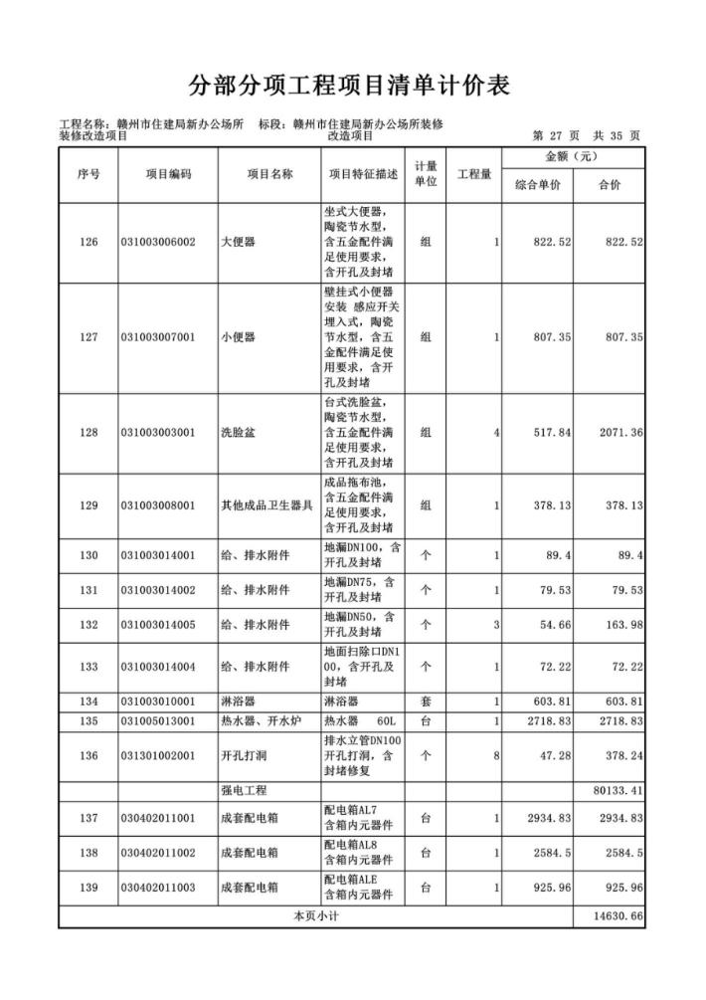 分部分项工程项目清单计价表
工程名称：赣州市住建局新办公场所装修改造项目 标段：赣州市住建局新办公场所装修改造项目 第 27 页 共 35 页
序号 项目编码 项目名称 项目特征描述 计量单位 工程量 金额（元）
综合单价 合价
126 031003006002 大便器 坐式大便器，陶瓷节水型，含五金配件满足使用要求，含开孔及封堵 组 1 822.52 822.52
127 031003007001 小便器 壁挂式小便器安装 感应开关埋入式，陶瓷节水型，含五金配件满足使用要求，含开孔及封堵 组 1 807.35 807.35
128 031003003001 洗脸盆 台式洗脸盆，陶瓷节水型，含五金配件满足使用要求，含开孔及封堵 组 4 517.84 2071.36
129 031003008001 其他成品卫生器具 成品拖布池，含五金配件满足使用要求，含开孔及封堵 组 1 378.13 378.13
130 031003014001 给、排水附件 地漏DN100，含开孔及封堵 个 1 89.4 89.4
131 031003014002 给、排水附件 地漏DN75，含开孔及封堵 个 1 79.53 79.53
132 031003014005 给、排水附件 地漏DN50，含开孔及封堵 个 3 54.66 163.98
133 031003014004 给、排水附件 地面扫除口DN100，含开孔及封堵 个 1 72.22 72.22
134 031003010001 淋浴器 淋浴器 套 1 603.81 603.81
135 031005013001 热水器、开水炉 热水器 60L 台 1 2718.83 2718.83
136 031301002001 开孔打洞 排水立管DN100开孔打洞，含封堵修复 个 8 47.28 378.24
强电工程 80133.41
137 030402011001 成套配电箱 配电箱AL7 含箱内元器件 台 1 2934.83 2934.83
138 030402011002 成套配电箱 配电箱AL8 含箱内元器件 台 1 2584.5 2584.5
139 030402011003 成套配电箱 配电箱ALE 含箱内元器件 台 1 925.96 925.96
本页小计 14630.66